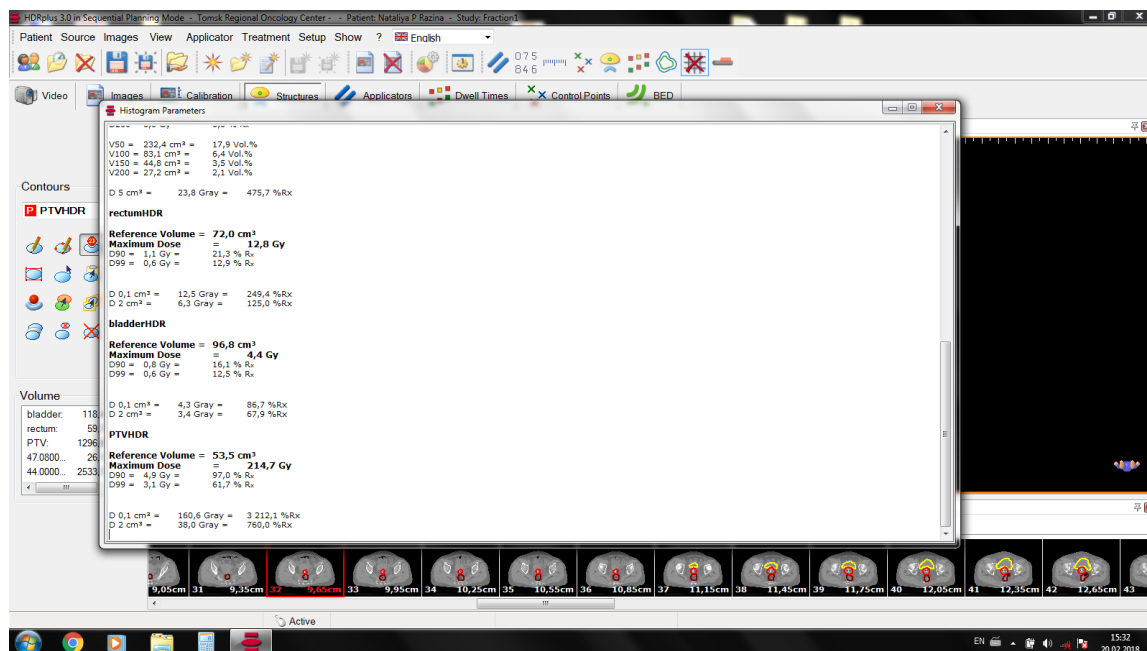 HDRplus 3.0 in Sequential Planning Mode - Tomsk Regional Oncology Center - - Patient: Nataliya P Razina - Study: Fraction1
Patient Source Images View Applicator Treatment Setup Show ? English
075
846
Video Images Calibration Structures Applicators Dwell Times Control Points BED
Histogram Parameters
V50 = 232,4 cm³ = 17,9 Vol.%
V100 = 83,1 cm³ = 6,4 Vol.%
V150 = 44,8 cm³ = 3,5 Vol.%
V200 = 27,2 cm³ = 2,1 Vol.%
D 5 cm³ = 23,8 Gray = 475,7 %Rx
rectumHDR
Reference Volume = 72,0 cm³
Maximum Dose = 12,8 Gy
D90 = 1,1 Gy = 21,3 % Rx
D99 = 0,6 Gy = 12,9 % Rx
D 0,1 cm³ = 12,5 Gray = 249,4 %Rx
D 2 cm³ = 6,3 Gray = 125,0 %Rx
bladderHDR
Reference Volume = 96,8 cm³
Maximum Dose = 4,4 Gy
D90 = 0,8 Gy = 16,1 % Rx
D99 = 0,6 Gy = 12,5 % Rx
D 0,1 cm³ = 4,3 Gray = 86,7 %Rx
D 2 cm³ = 3,4 Gray = 67,9 %Rx
PTVHDR
Reference Volume = 53,5 cm³
Maximum Dose = 214,7 Gy
D90 = 4,9 Gy = 97,0 % Rx
D99 = 3,1 Gy = 61,7 % Rx
D 0,1 cm³ = 160,6 Gray = 3 212,1 %Rx
D 2 cm³ = 38,0 Gray = 760,0 %Rx
Contours
P PTVHDR
Volume
bladder: 118,
rectum: 59,
PTV: 1296,
47.0800... 26,
44.0000... 2533,
9,05cm 31 9,35cm 32 9,65cm 33 9,95cm 34 10,25cm 35 10,55cm 36 10,85cm 37 11,15cm 38 11,45cm 39 11,75cm 40 12,05cm 41 12,35cm 42 12,65cm 43
Active
EN 15:32
20.02.2018